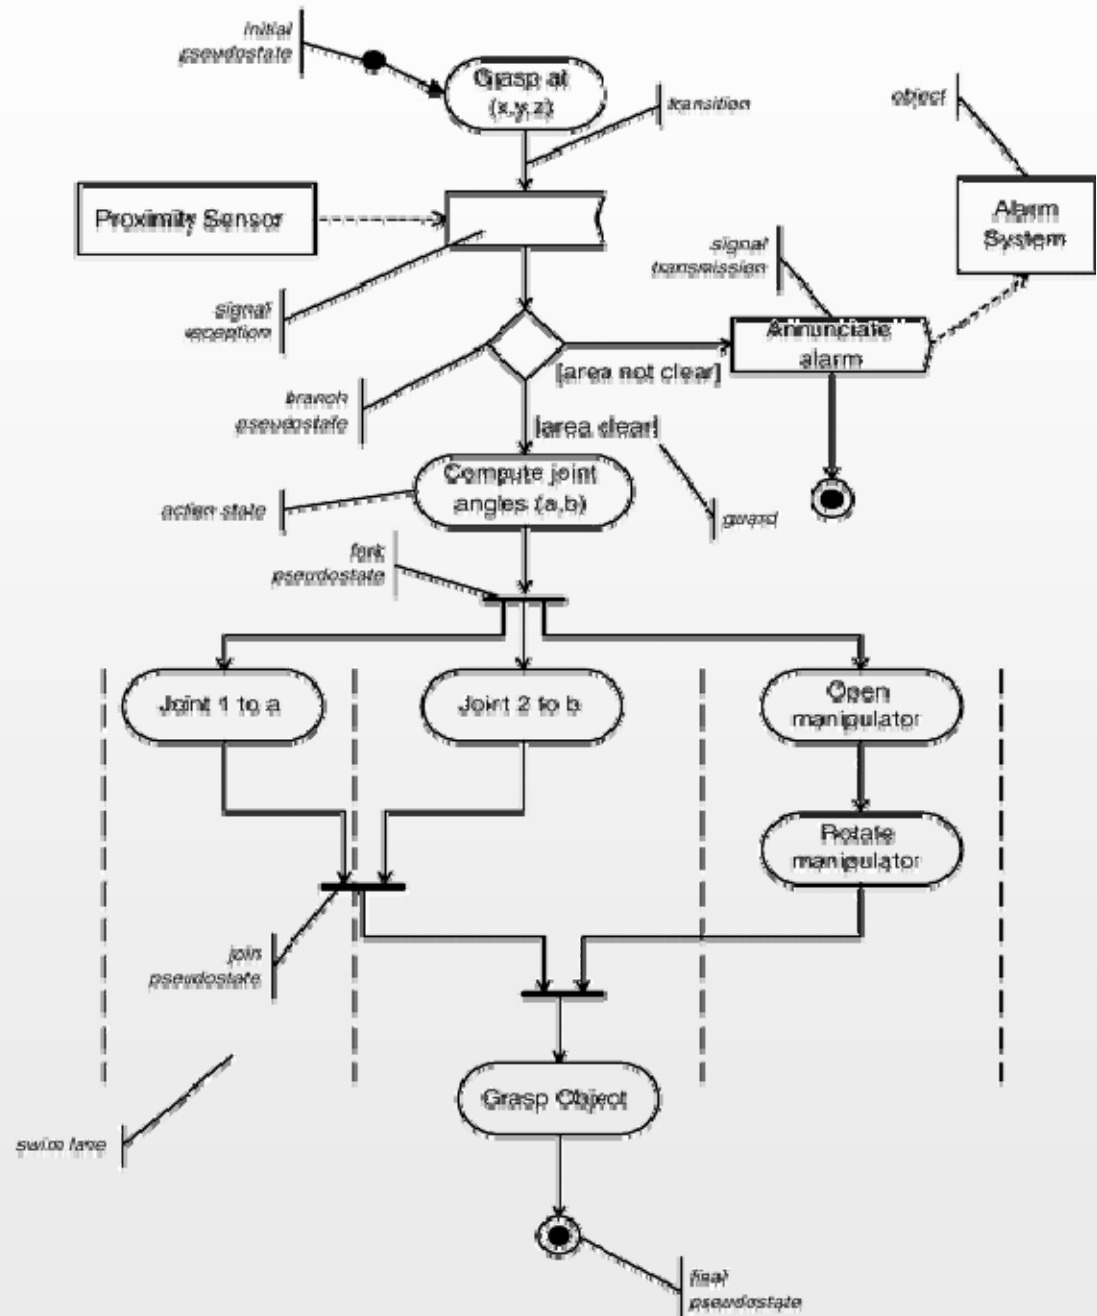 initial
pseudostate
Grasp at
(x,y,z)
transition
object
Proximity Sensor
Alarm
System
signal
transmission
signal
reception
Annunciate
alarm
[area not clear]
branch
pseudostate
[area clear]
Compute joint
angles (a,b)
action state
guard
fork
pseudostate
Joint 1 to a
Joint 2 to b
Open
manipulator
Rotate
manipulator
join
pseudostate
Grasp Object
swim lane
final
pseudostate